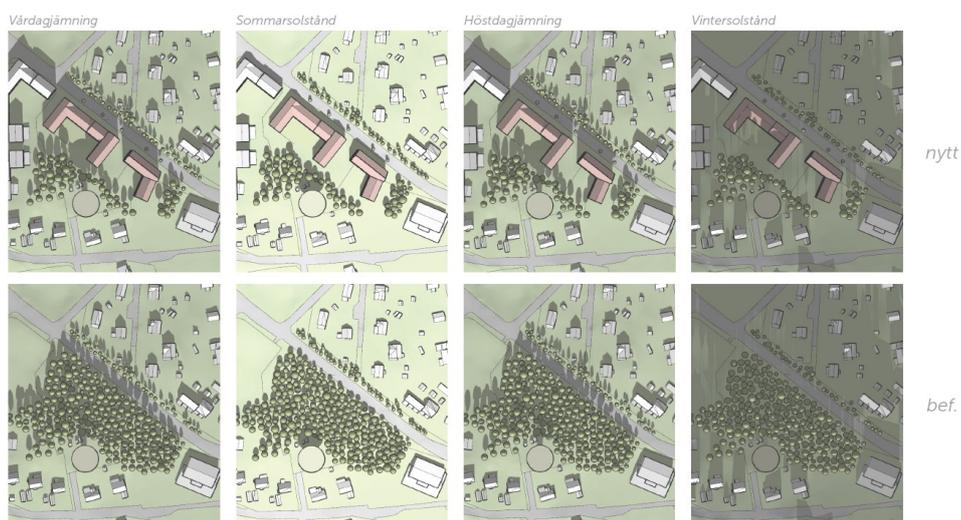 Vårdagjämning
Sommarsolstånd
Höstdagjämning
Vintersolstånd
nytt
bef.